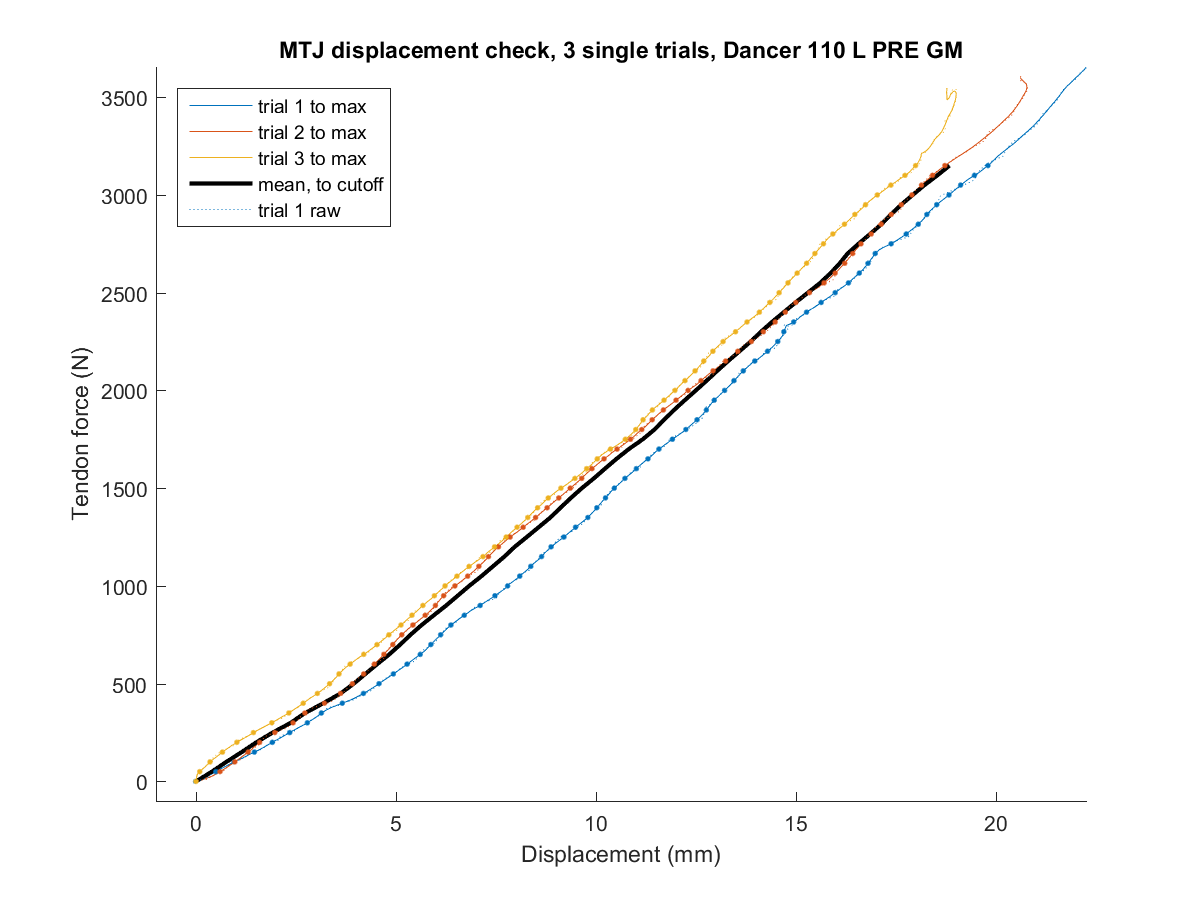 MTJ displacement check, 3 single trials, Dancer 110 L PRE GM
trial 1 to max
trial 2 to max
trial 3 to max
mean, to cutoff
trial 1 raw
3500
3000
2500
2000
1500
1000
500
0
Tendon force (N)
0 5 10 15 20
Displacement (mm)